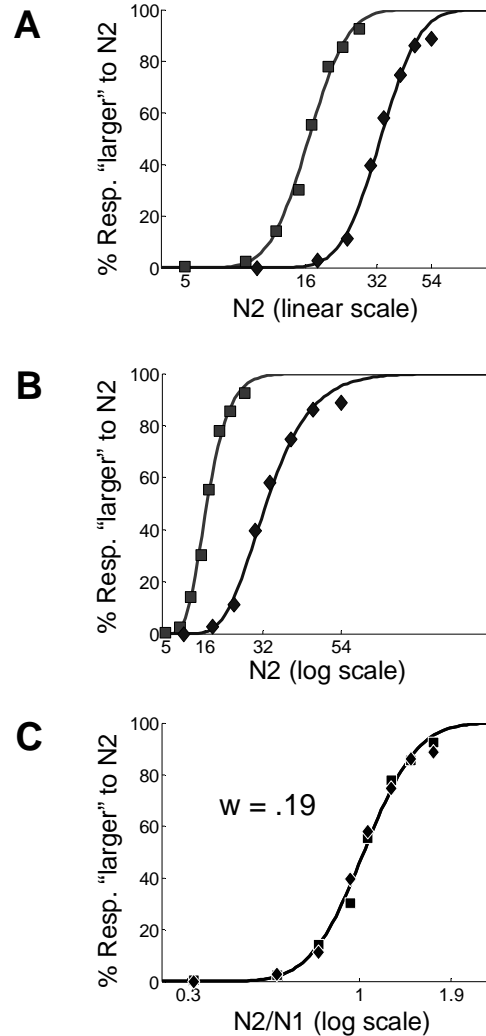 A
% Resp. “larger” to N2
100
80
60
40
20
0
5 16 32 54
N2 (linear scale)
B
% Resp. “larger” to N2
100
80
60
40
20
0
5 16 32 54
N2 (log scale)
C
% Resp. “larger” to N2
100
80
60
40
20
0
w = .19
0.3 1 1.9
N2/N1 (log scale)